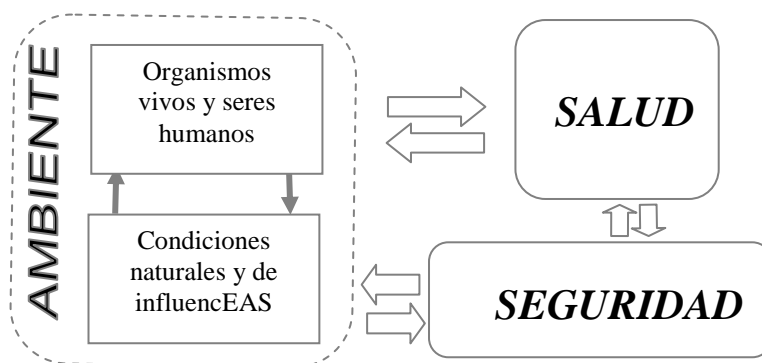 AMBIENTE
Organismos
vivos y seres
humanos
SALUD
Condiciones
naturales y de
influencEAS
SEGURIDAD